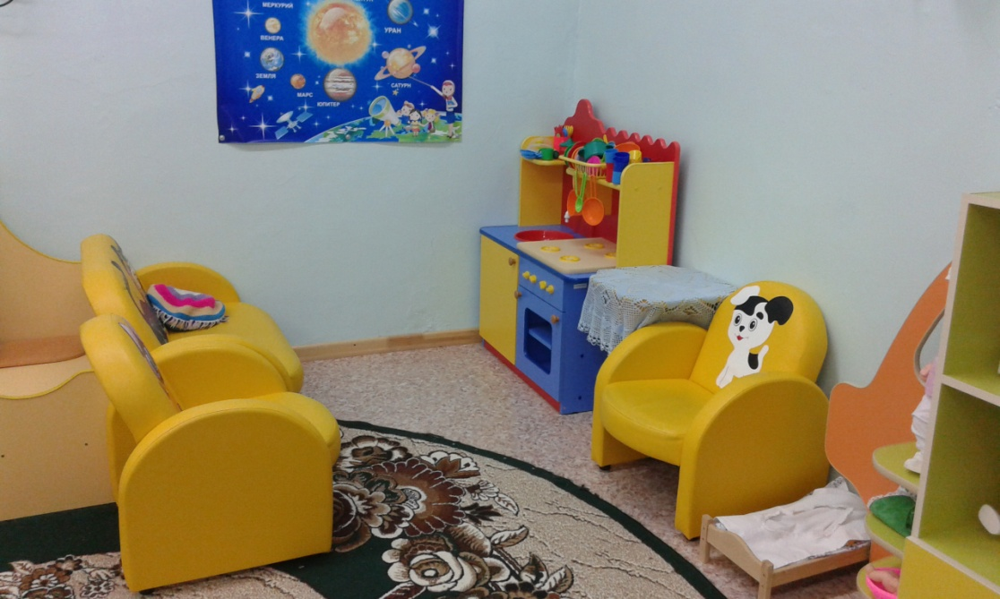 МЕРКУРИЙ
УРАН
ВЕНЕРА
ЗЕМЛЯ
САТУРН
МАРС
ЮПИТЕР